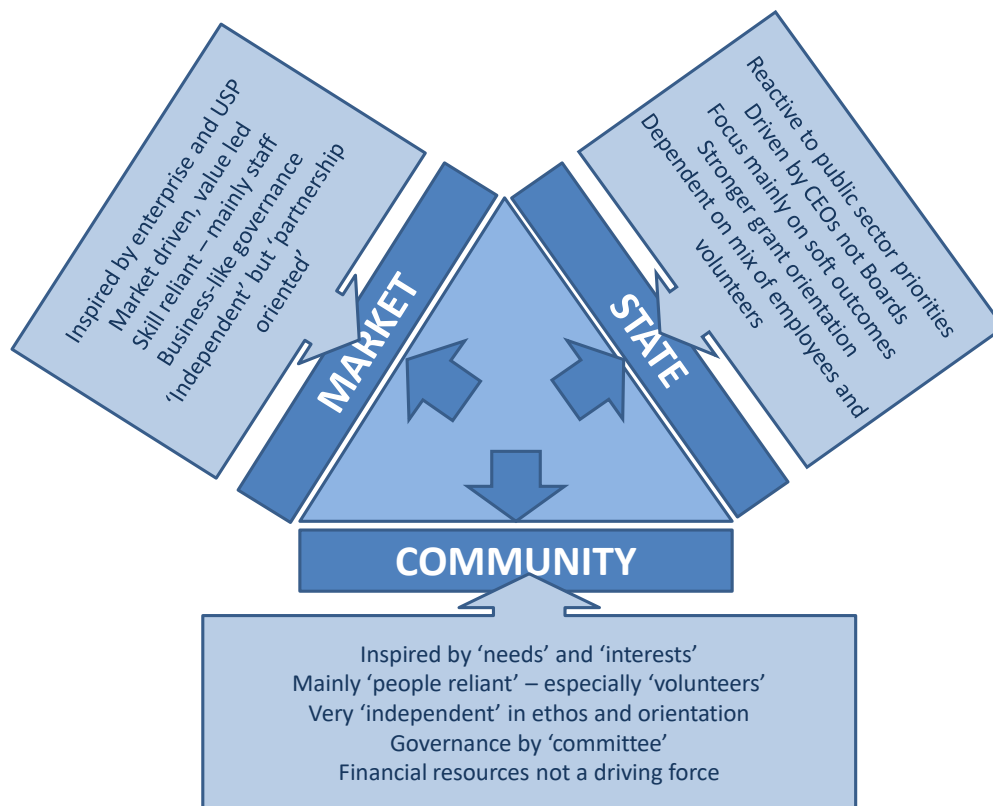 Inspired by enterprise and USP
Market driven, value led
Skill reliant – mainly staff
Business-like governance
‘Independent’ but ‘partnership
oriented’
MARKET
Reactive to public sector priorities
Driven by CEOs not Boards
Focus mainly on soft outcomes
Stronger grant orientation
Dependent on mix of employees and
volunteers
STATE
COMMUNITY
Inspired by ‘needs’ and ‘interests’
Mainly ‘people reliant’ – especially ‘volunteers’
Very ‘independent’ in ethos and orientation
Governance by ‘committee’
Financial resources not a driving force